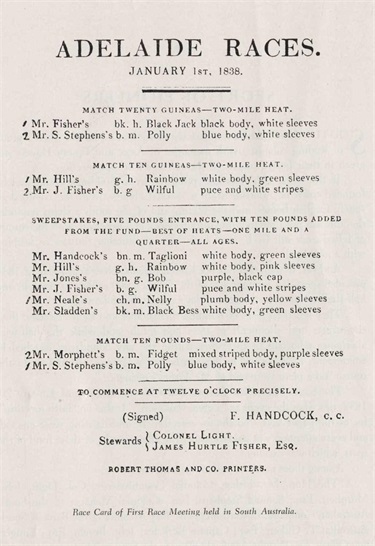 ADELAIDE RACES.
JANUARY 1ST, 1838.
MATCH TWENTY GUINEAS—TWO-MILE HEAT.
1 Mr. Fisher's bk. h. Black Jack black body, white sleeves
2 Mr. S. Stephens's b. m. Polly blue body, white sleeves
MATCH TEN GUINEAS—TWO-MILE HEAT.
1 Mr. Hill's g. h. Rainbow white body, green sleeves
2. Mr. J. Fisher's b. g Wilful puce and white stripes
SWEEPSTAKES, FIVE POUNDS ENTRANCE, WITH TEN POUNDS ADDED
FROM THE FUND—BEST OF HEATS—ONE MILE AND A
QUARTER—ALL AGES.
Mr. Handcock's bn. m. Taglioni white body, green sleeves
Mr. Hill's g. h. Rainbow white body, pink sleeves
Mr. Jones's bn. g. Bob purple, black cap
Mr. J. Fisher's b. g. Wilful puce and white stripes
1 Mr. Neale's ch, m. Nelly plumb body, yellow sleeves
Mr. Sladden's bk. m. Black Bess white body, green sleeves
MATCH TEN POUNDS—TWO-MILE HEAT.
2 Mr. Morphett's b. m. Fidget mixed striped body, purple sleeves
1 Mr. S. Stephens's b. m. Polly blue body, white sleeves
TO COMMENCE AT TWELVE O'CLOCK PRECISELY.
(Signed) F. HANDCOCK, c. c.
Stewards { COLONEL LIGHT.
JAMES HURTLE FISHER, ESQ.
ROBERT THOMAS AND CO. PRINTERS.
Race Card of First Race Meeting held in South Australia.